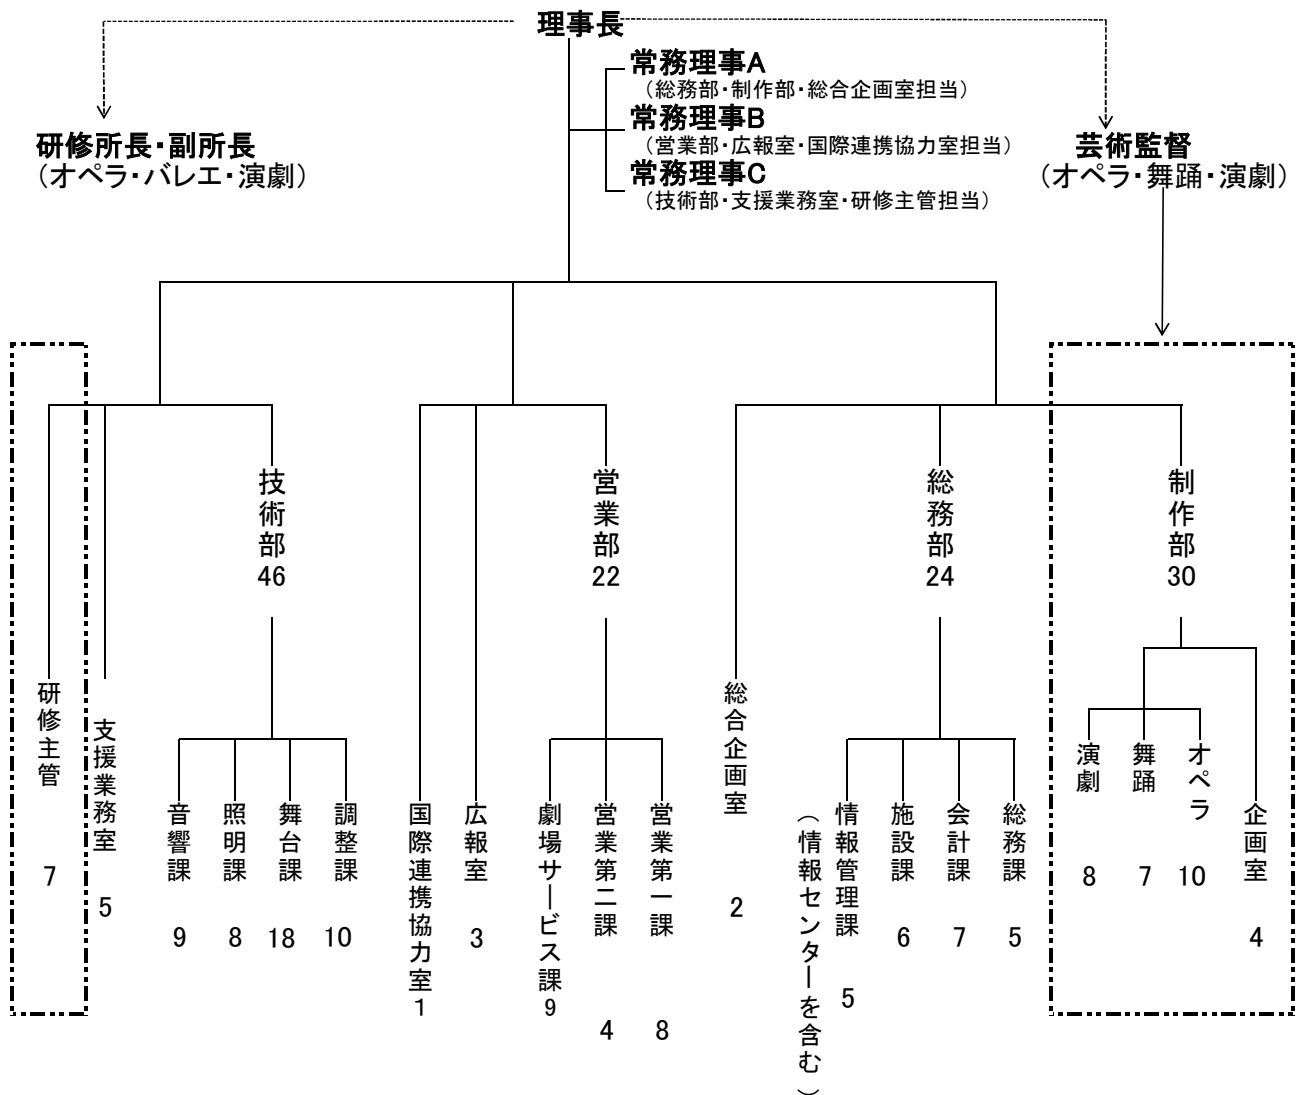 理事長
常務理事A
（総務部・制作部・総合企画室担当）
常務理事B
（営業部・広報室・国際連携協力室担当）
常務理事C
（技術部・支援業務室・研修主管担当）
研修所長・副所長
（オペラ・バレエ・演劇）
芸術監督
（オペラ・舞踊・演劇）
技術部
46
営業部
22
総務部
24
制作部
30
研修主管
7
支援業務室
5
音響課
9
照明課
8
舞台課
18
調整課
10
国際連携協力室
1
広報室
3
劇場サービス課
9
営業第二課
4
営業第一課
8
総合企画室
2
情報管理課
（情報センターを含む）
5
施設課
6
会計課
7
総務課
5
演劇
8
舞踊
7
オペラ
10
企画室
4